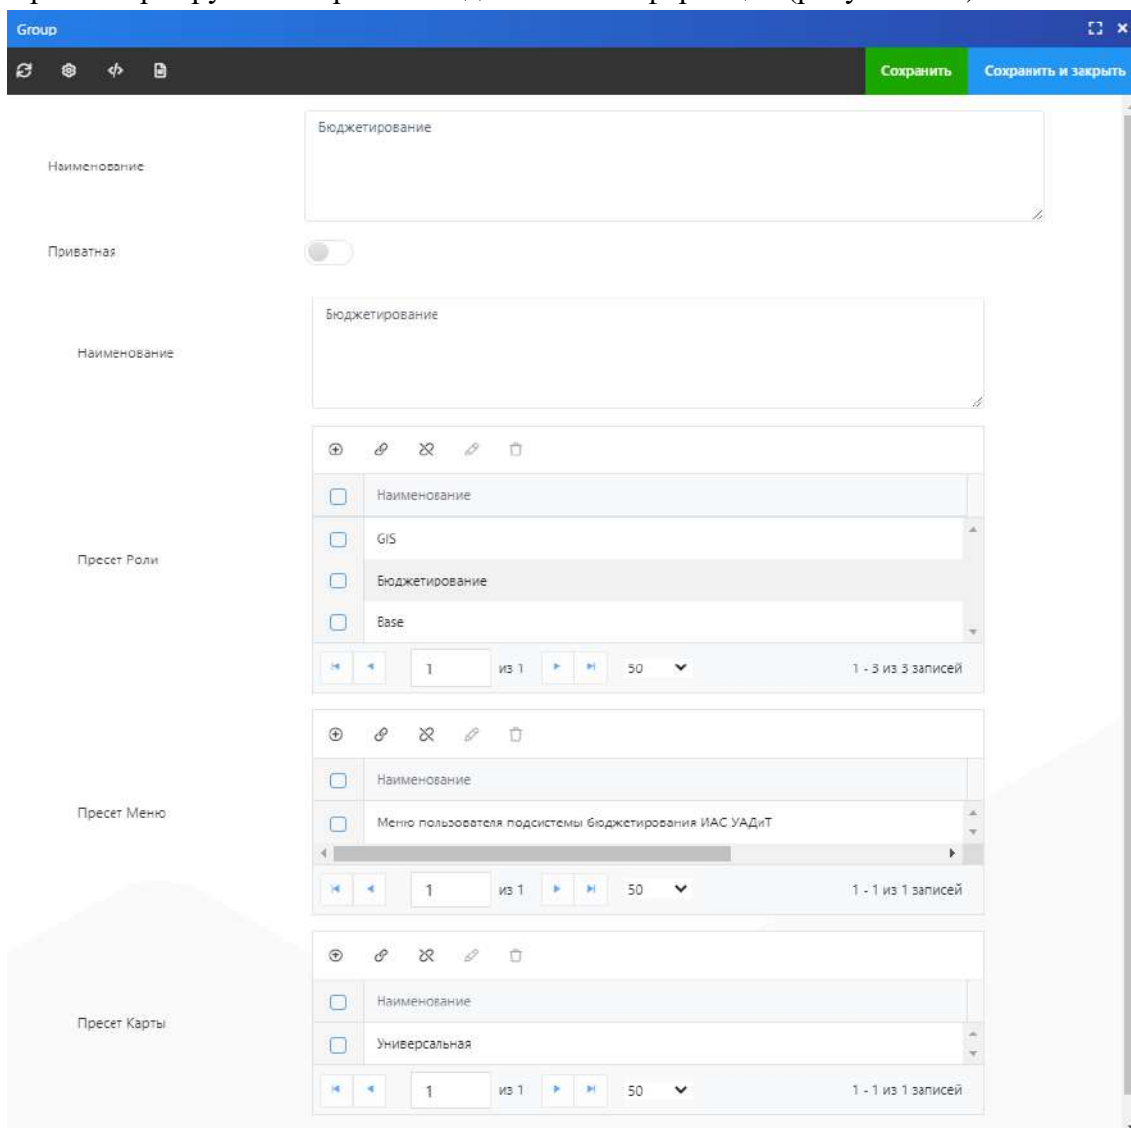 Group
Сохранить Сохранить и закрыть
Наименование
Бюджетирование
Приватная
Наименование
Бюджетирование
Пресет Роли
Наименование
GIS
Бюджетирование
Base
1 из 1 50 1 - 3 из 3 записей
Пресет Меню
Наименование
Меню пользователя подсистемы бюджетирования ИАС УАДиТ
1 из 1 50 1 - 1 из 1 записей
Пресет Карты
Наименование
Универсальная
1 из 1 50 1 - 1 из 1 записей